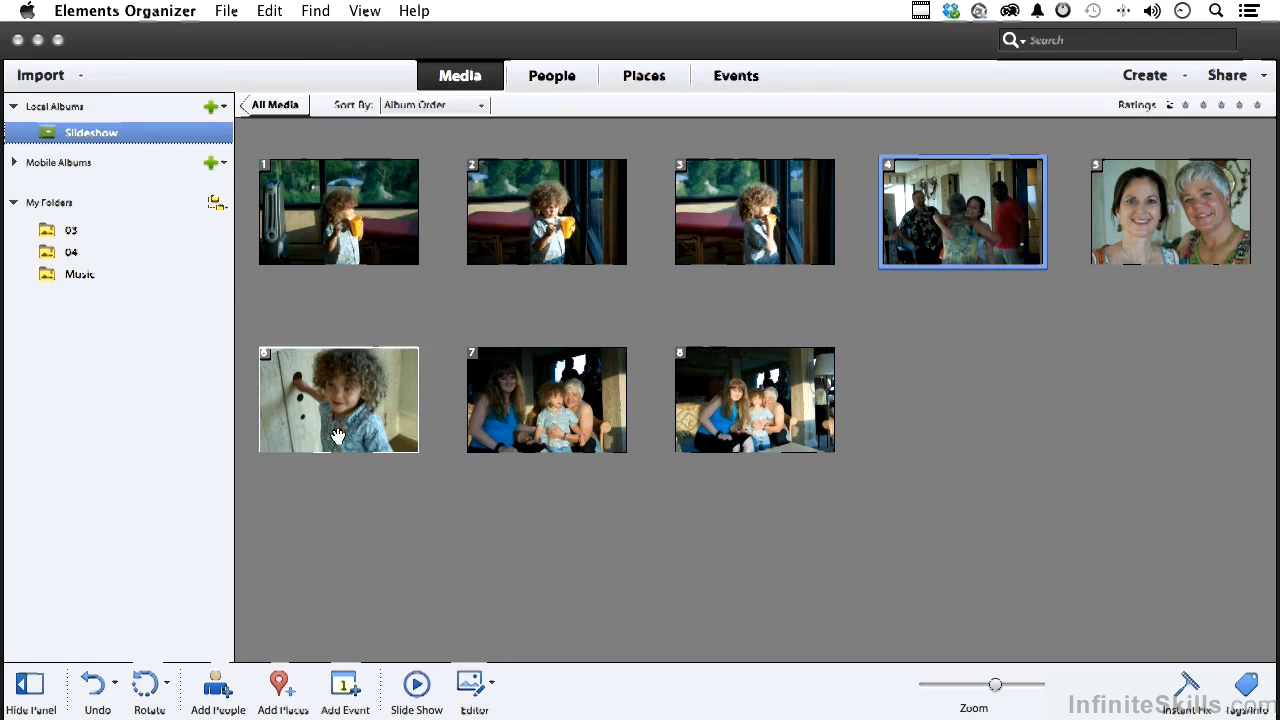 Elements Organizer File Edit Find View Help
Search
Import Media People Places Events Create Share
Local Albums All Media Sort By: Album Order Ratings
Slideshow
Mobile Albums
My Folders
03
04
Music
1 2 3 4 5
6 7 8
Hide Panel Undo Rotate Add People Add Places Add Event Slide Show Editor Zoom Instant Fix Tags/Info
1
InfiniteSkills.com